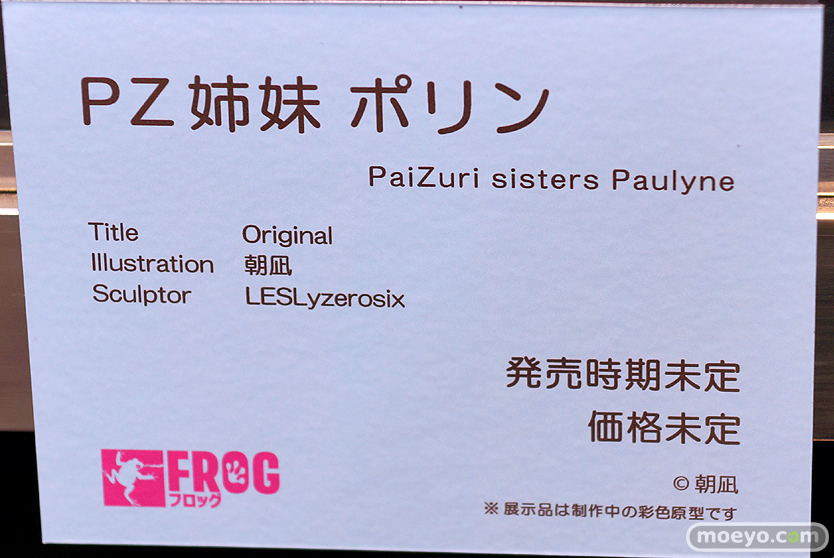 PZ姉妹 ポリン
PaiZuri sisters Paulyne
Title Original
Illustration 朝凪
Sculptor LESLyzerosix
発売時期未定
価格未定
FROG
フロッグ
©朝凪
※展示品は制作中の彩色原型です
moeyo.com